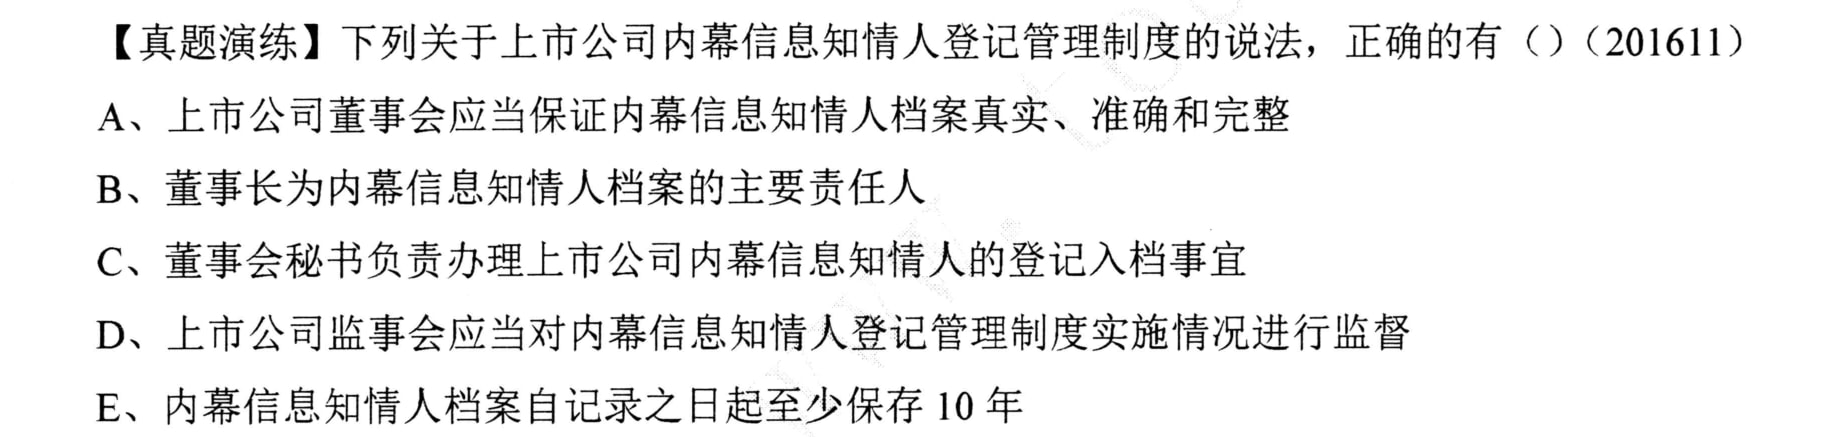 【真题演练】下列关于上市公司内幕信息知情人登记管理制度的说法，正确的有（）（201611）
A、上市公司董事会应当保证内幕信息知情人档案真实、准确和完整
B、董事长为内幕信息知情人档案的主要责任人
C、董事会秘书负责办理上市公司内幕信息知情人的登记入档事宜
D、上市公司监事会应当对内幕信息知情人登记管理制度实施情况进行监督
E、内幕信息知情人档案自记录之日起至少保存 10 年